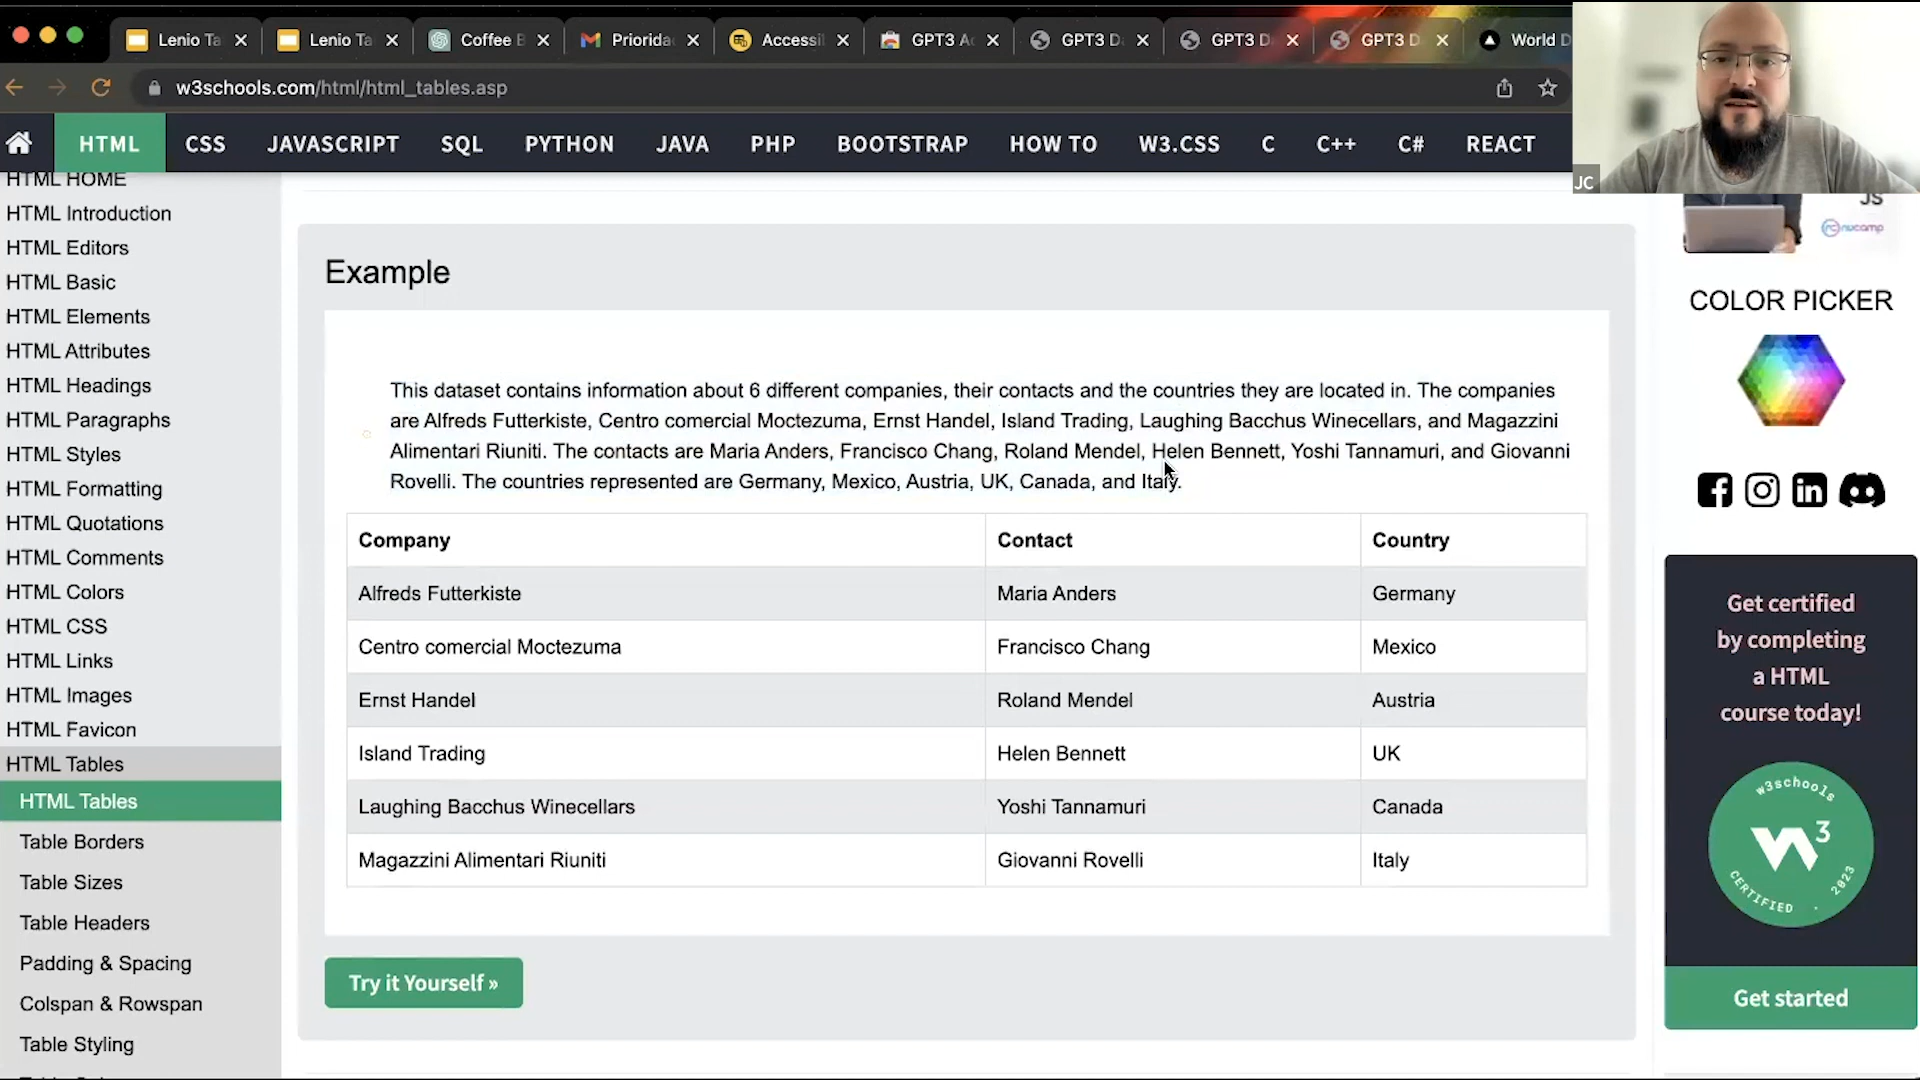 Lenio Ta
Lenio Ta
Coffee B
Priorida
Accessi
GPT3 A
GPT3 D
GPT3 D
GPT3 D
World D
w3schools.com/html/html_tables.asp
HTML
CSS
JAVASCRIPT
SQL
PYTHON
JAVA
PHP
BOOTSTRAP
HOW TO
W3.CSS
C
C++
C#
REACT
JC
JS
nucamp
HTML HOME
HTML Introduction
HTML Editors
HTML Basic
HTML Elements
HTML Attributes
HTML Headings
HTML Paragraphs
HTML Styles
HTML Formatting
HTML Quotations
HTML Comments
HTML Colors
HTML CSS
HTML Links
HTML Images
HTML Favicon
HTML Tables
HTML Tables
Table Borders
Table Sizes
Table Headers
Padding & Spacing
Colspan & Rowspan
Table Styling
Example
This dataset contains information about 6 different companies, their contacts and the countries they are located in. The companies
are Alfreds Futterkiste, Centro comercial Moctezuma, Ernst Handel, Island Trading, Laughing Bacchus Winecellars, and Magazzini
Alimentari Riuniti. The contacts are Maria Anders, Francisco Chang, Roland Mendel, Helen Bennett, Yoshi Tannamuri, and Giovanni
Rovelli. The countries represented are Germany, Mexico, Austria, UK, Canada, and Italy.
Company Contact Country
Alfreds Futterkiste Maria Anders Germany
Centro comercial Moctezuma Francisco Chang Mexico
Ernst Handel Roland Mendel Austria
Island Trading Helen Bennett UK
Laughing Bacchus Winecellars Yoshi Tannamuri Canada
Magazzini Alimentari Riuniti Giovanni Rovelli Italy
Try it Yourself »
COLOR PICKER
Get certified
by completing
a HTML
course today!
w3schools
W3
CERTIFIED . 2023
Get started